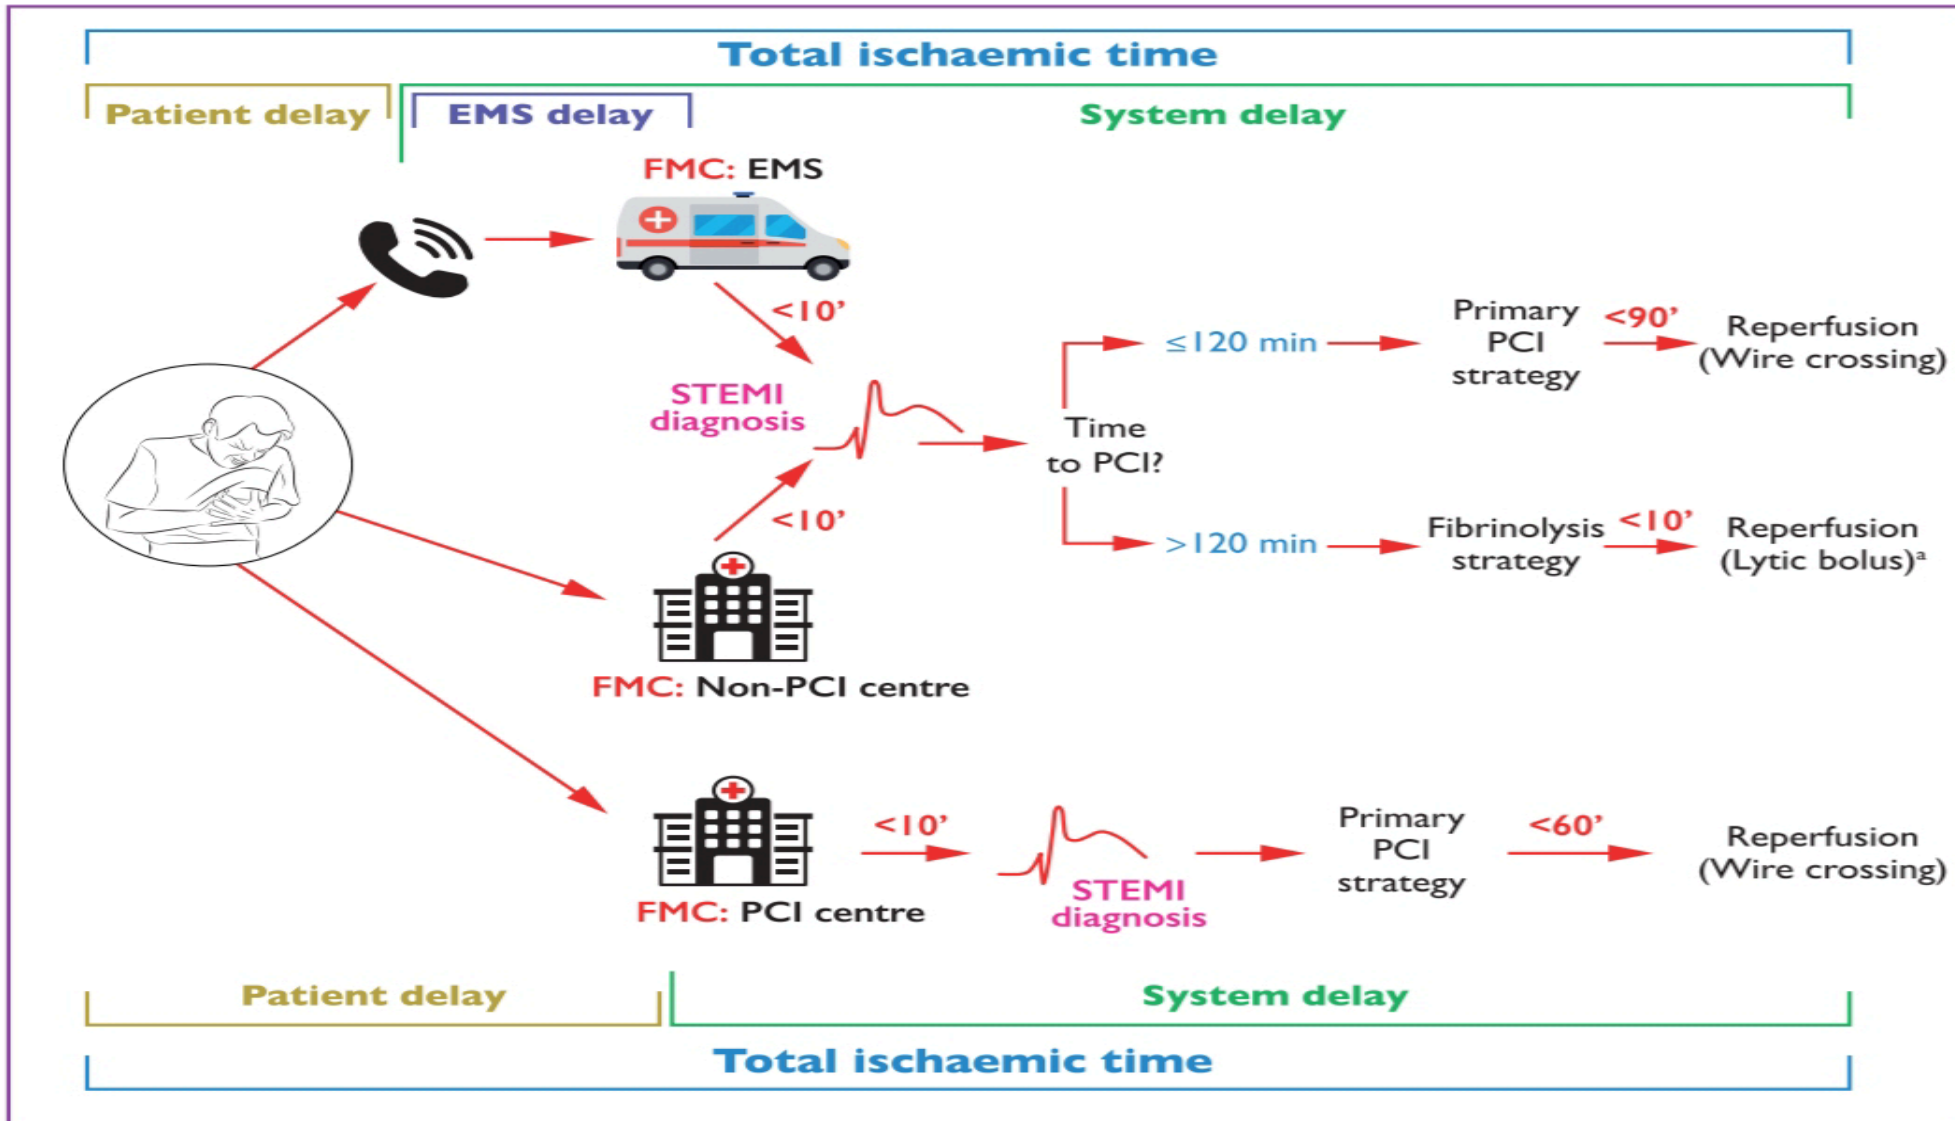 Total ischaemic time
Patient delay
EMS delay
System delay
FMC: EMS
<10’
STEMI
diagnosis
<10’
FMC: Non-PCI centre
Time
to PCI?
≤120 min
Primary
PCI
strategy
<90’
Reperfusion
(Wire crossing)
>120 min
Fibrinolysis
strategy
<10’
Reperfusion
(Lytic bolus)ª
FMC: PCI centre
<10’
STEMI
diagnosis
Primary
PCI
strategy
<60’
Reperfusion
(Wire crossing)
Patient delay
System delay
Total ischaemic time